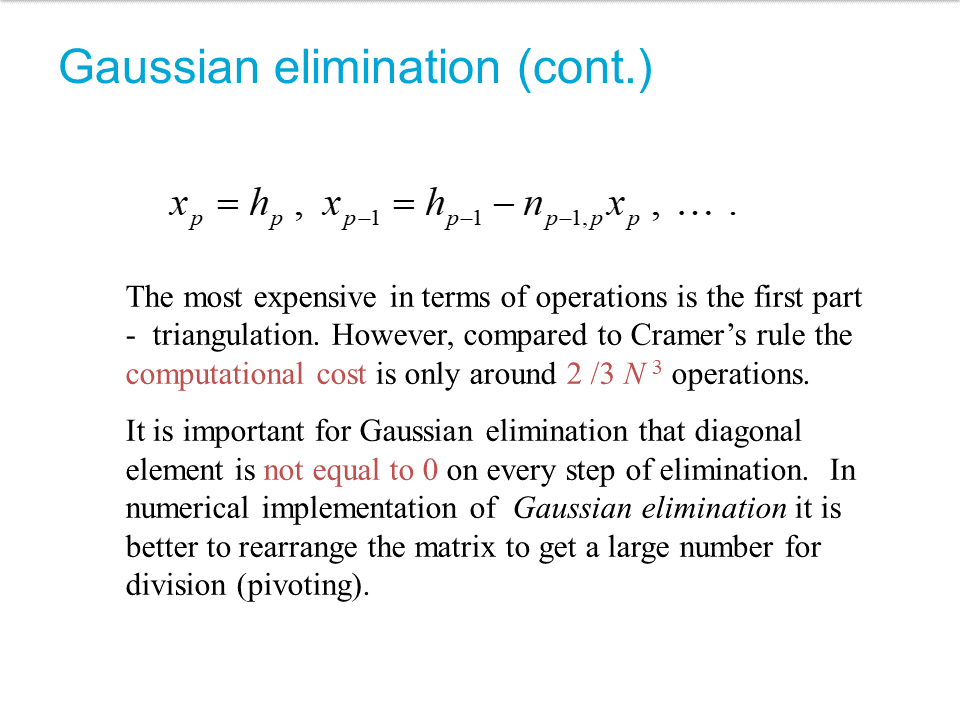 Gaussian elimination (cont.)
x_p = h_p , x_{p−1} = h_{p−1} − n_{p−1,p} x_p , … .
The most expensive in terms of operations is the first part
- triangulation. However, compared to Cramer’s rule the
computational cost is only around 2 /3 N ³ operations.
It is important for Gaussian elimination that diagonal
element is not equal to 0 on every step of elimination. In
numerical implementation of Gaussian elimination it is
better to rearrange the matrix to get a large number for
division (pivoting).